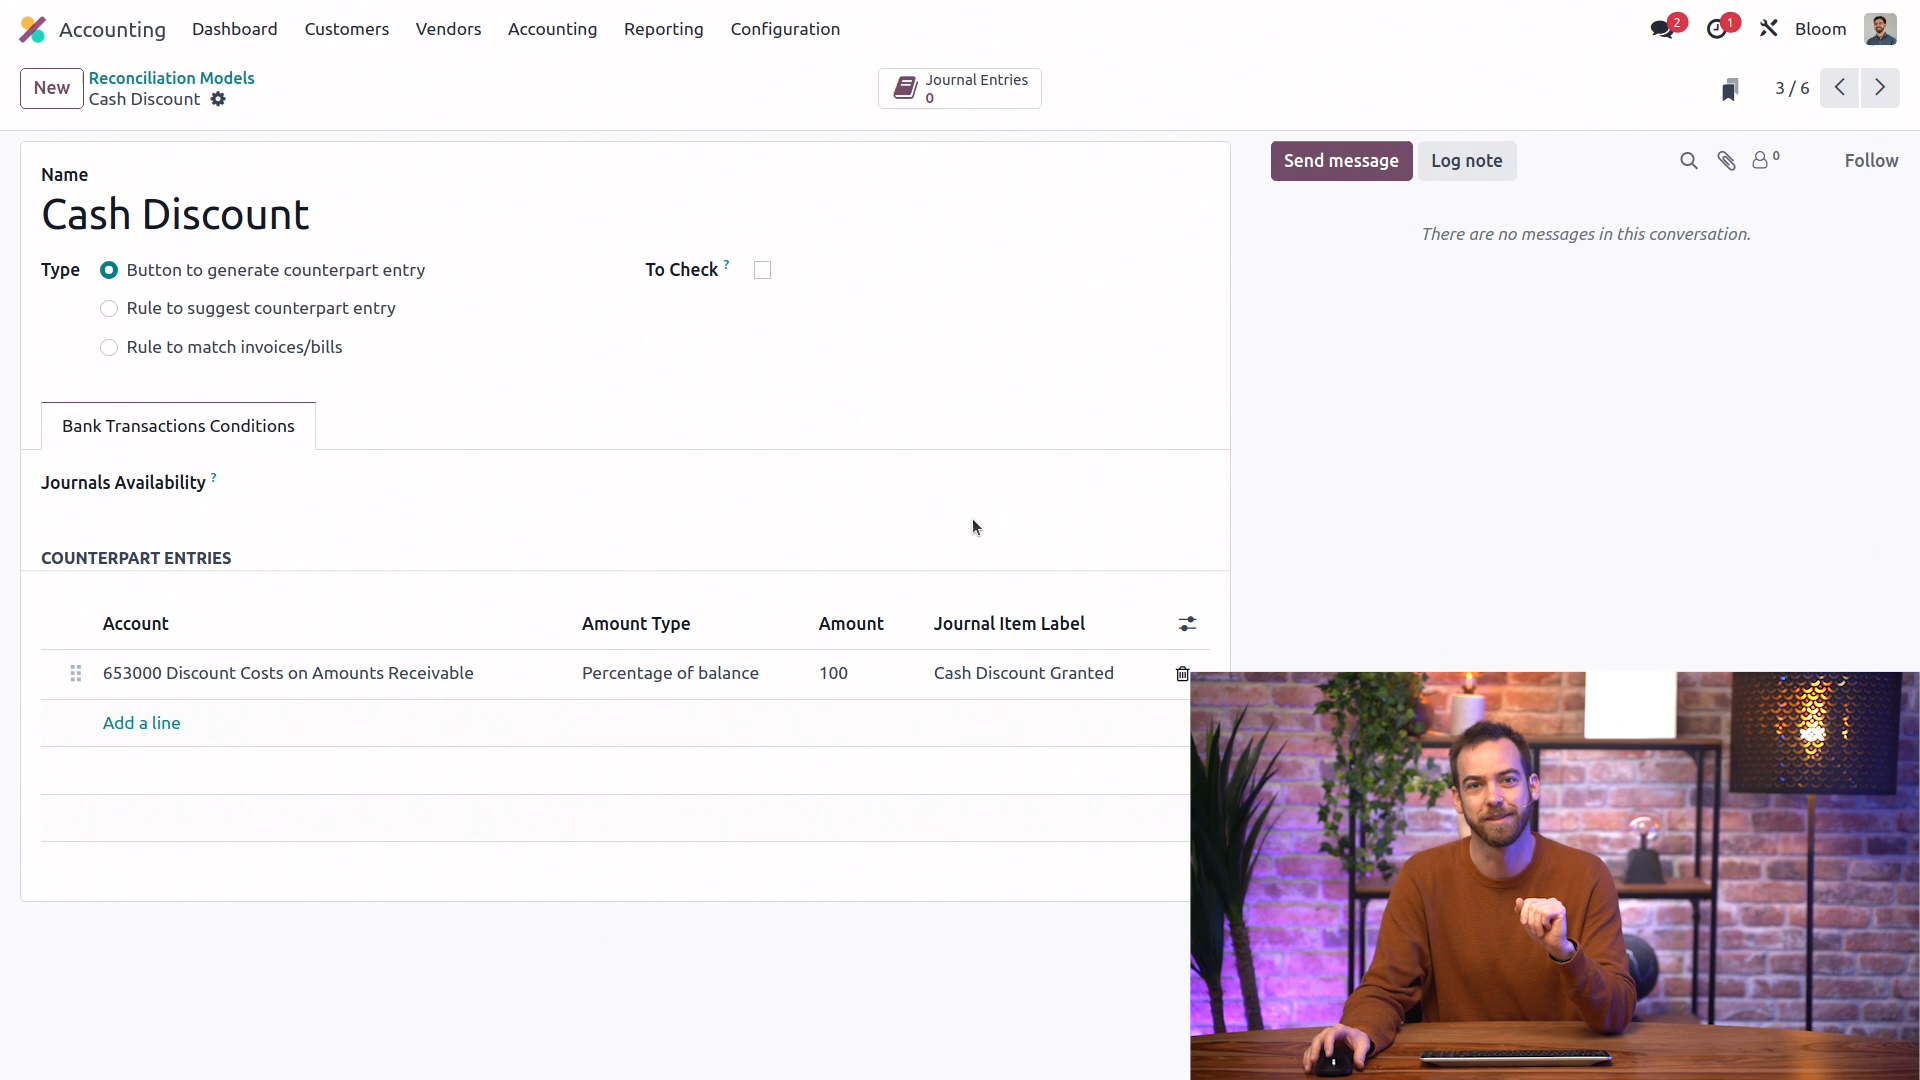 Accounting Dashboard Customers Vendors Accounting Reporting Configuration 2 1 Bloom
New Reconciliation Models Journal Entries 3 / 6
Cash Discount 0
Send message Log note 0 Follow
Name
Cash Discount
There are no messages in this conversation.
Type Button to generate counterpart entry To Check ?
Rule to suggest counterpart entry
Rule to match invoices/bills
Bank Transactions Conditions
Journals Availability ?
COUNTERPART ENTRIES
Account Amount Type Amount Journal Item Label
653000 Discount Costs on Amounts Receivable Percentage of balance 100 Cash Discount Granted
Add a line